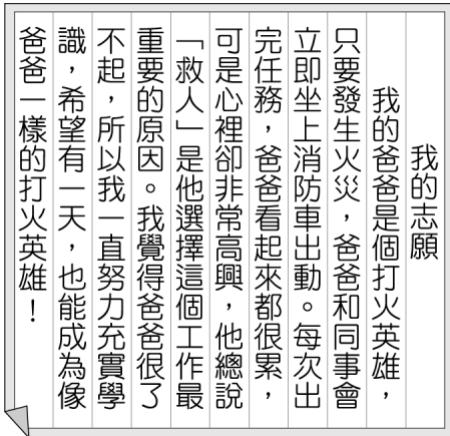 我的志願
我的爸爸是個打火英雄，
只要發生火災，爸爸和同事會
立即坐上消防車出動。每次出
完任務，爸爸看起來都很累，
可是心裡卻非常高興，他總說
「救人」是他選擇這個工作最
重要的原因。我覺得爸爸很了
不起，所以我一直努力充實學
識，希望有一天，也能成為像
爸爸一樣的打火英雄！